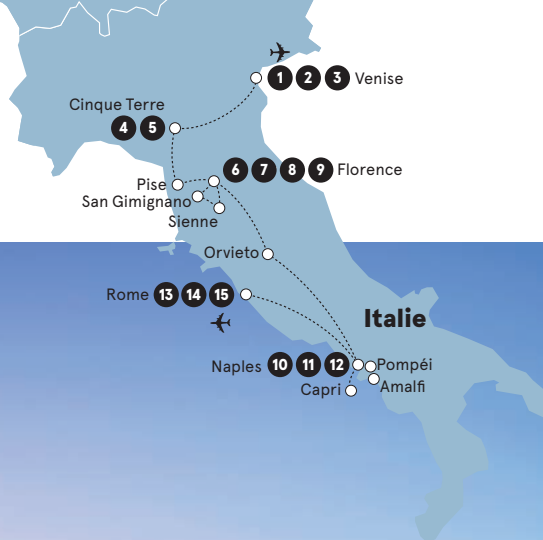 1 2 3 Venise
Cinque Terre
4 5
6 7 8 9 Florence
Pise
San Gimignano
Sienne
Orvieto
Rome 13 14 15
Italie
Naples 10 11 12
Pompéi
Capri
Amalfi